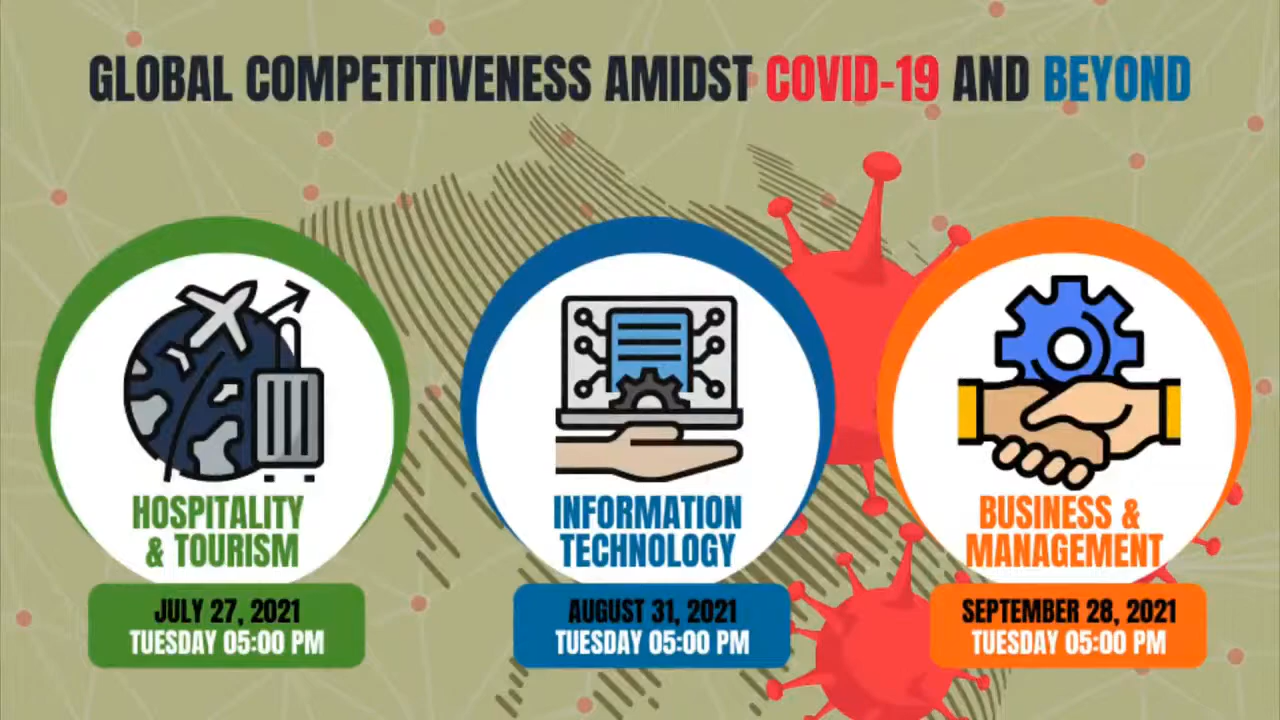 GLOBAL COMPETITIVENESS AMIDST COVID-19 AND BEYOND
HOSPITALITY
& TOURISM
JULY 27, 2021
TUESDAY 05:00 PM
INFORMATION
TECHNOLOGY
AUGUST 31, 2021
TUESDAY 05:00 PM
BUSINESS &
MANAGEMENT
SEPTEMBER 28, 2021
TUESDAY 05:00 PM